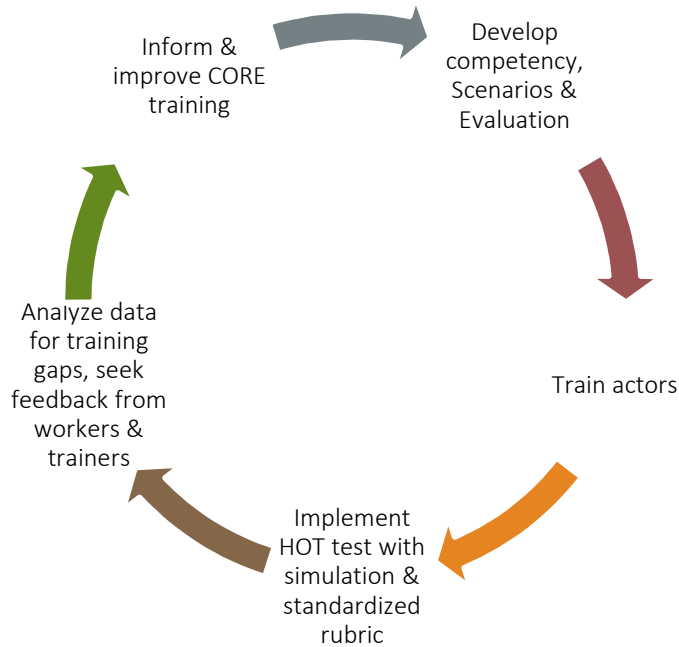 Inform &
improve CORE
training
Develop
competency,
Scenarios &
Evaluation
Train actors
Implement
HOT test with
simulation &
standardized
rubric
Analyze data
for training
gaps, seek
feedback from
workers &
trainers